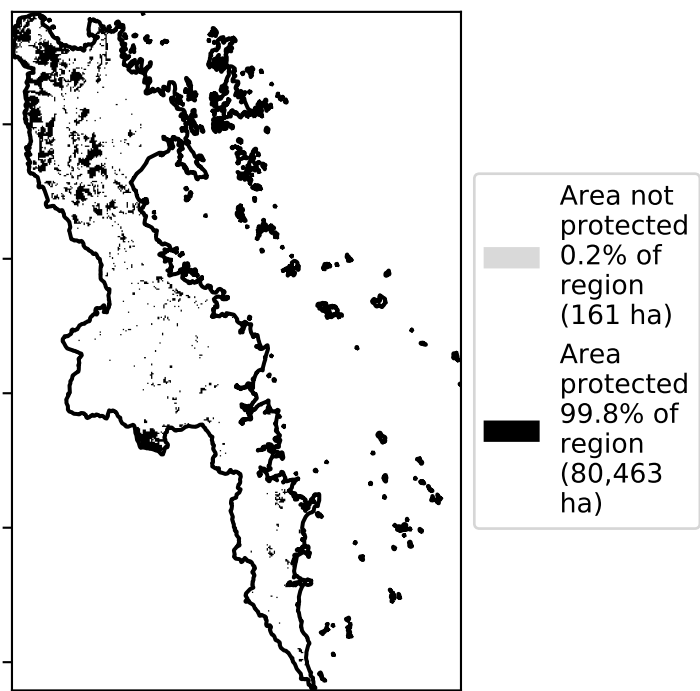 Area not
protected
0.2% of
region
(161 ha)
Area
protected
99.8% of
region
(80,463
ha)